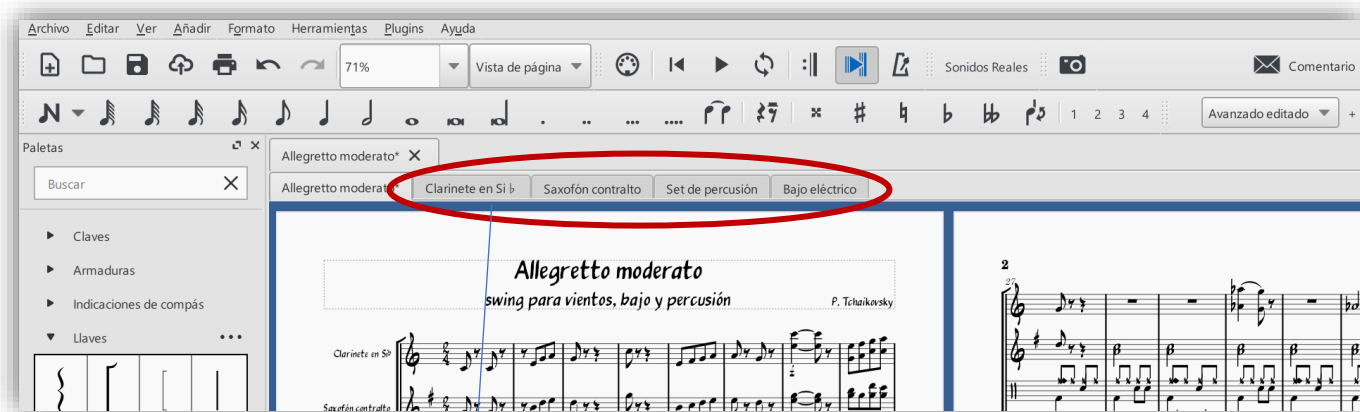 Archivo Editar Ver Añadir Formato Herramientas Plugins Ayuda
71% Vista de página Sonidos Reales Comentario
1 2 3 4 Avanzado editado +
Paletas
Allegretto moderato*
Buscar
Allegretto moderato* Clarinete en Si♭ Saxofón contralto Set de percusión Bajo eléctrico
Claves
Armaduras
Indicaciones de compás
Llaves
Allegretto moderato
swing para vientos, bajo y percusión
P. Tchaikovsky
Clarinete en Si♭
Saxofón contralto
2
27